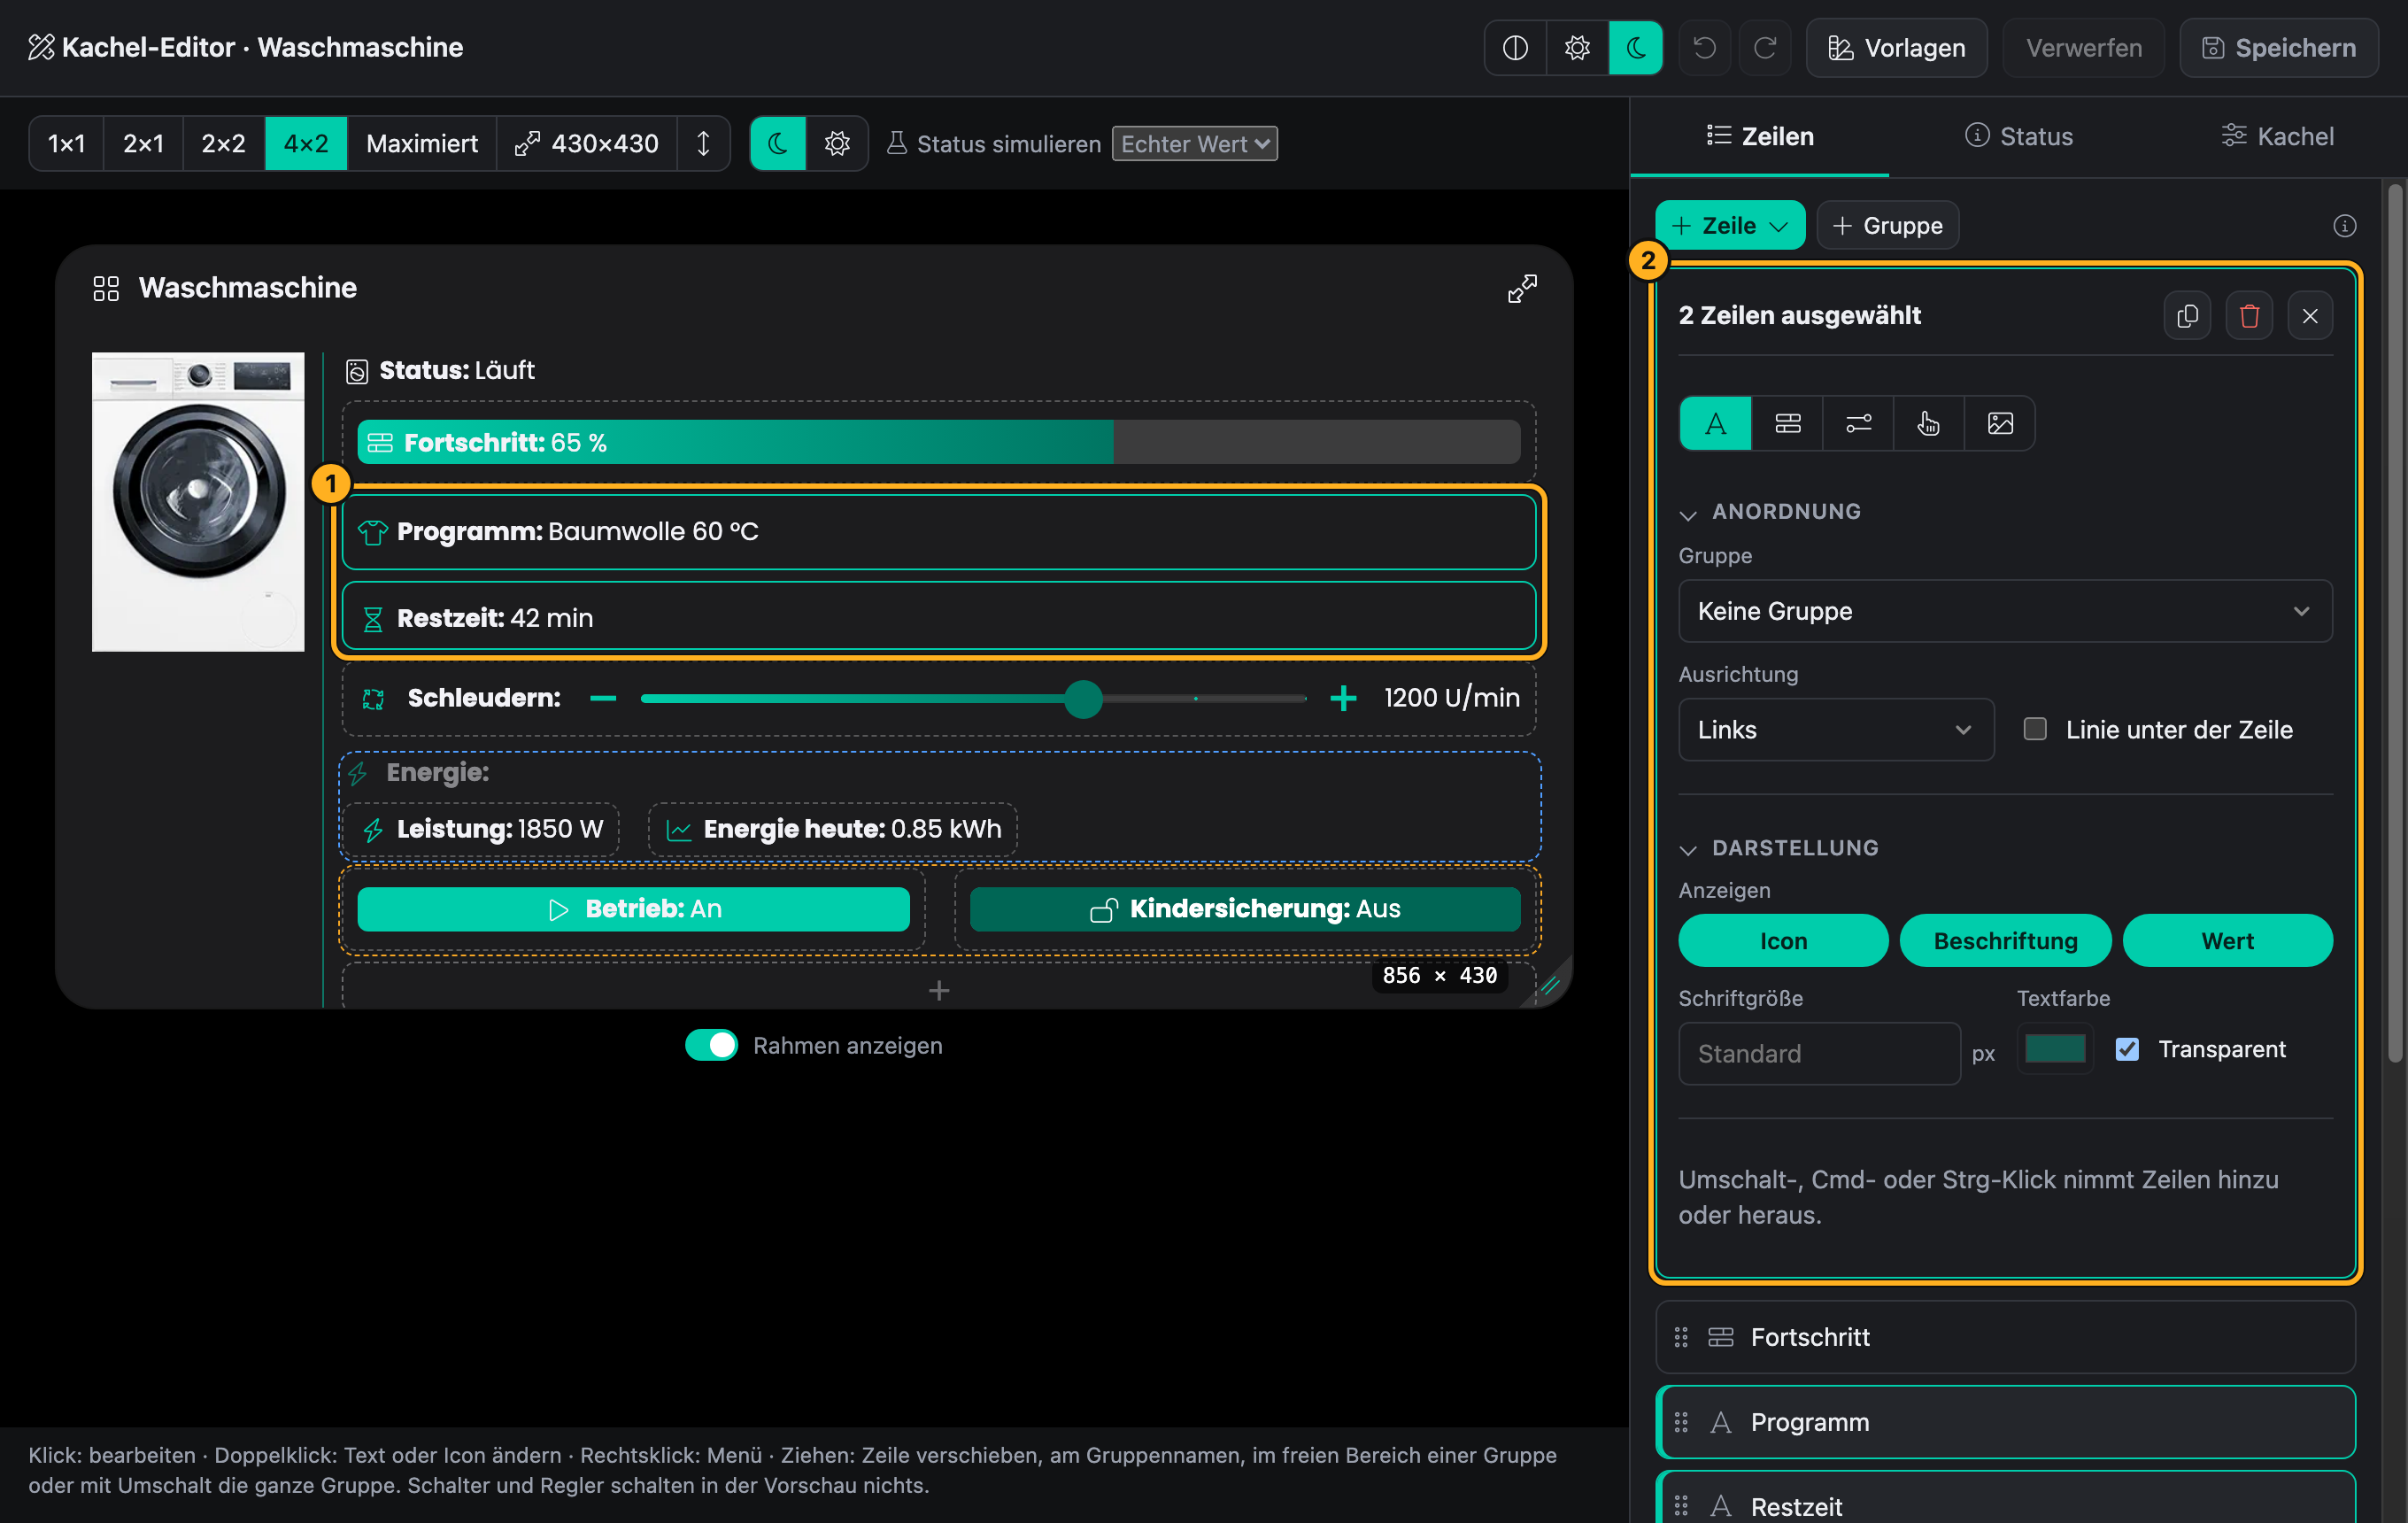 Kachel-Editor · Waschmaschine
Vorlagen
Verwerfen
Speichern
1×1
2×1
2×2
4×2
Maximiert
430×430
Status simulieren
Echter Wert
Zeilen
Status
Kachel
+ Zeile
+ Gruppe
2
Waschmaschine
Status: Läuft
Fortschritt: 65 %
1
Programm: Baumwolle 60 °C
Restzeit: 42 min
Schleudern:
1200 U/min
Energie:
Leistung: 1850 W
Energie heute: 0.85 kWh
Betrieb: An
Kindersicherung: Aus
+
856 × 430
Rahmen anzeigen
Klick: bearbeiten · Doppelklick: Text oder Icon ändern · Rechtsklick: Menü · Ziehen: Zeile verschieben, am Gruppennamen, im freien Bereich einer Gruppe
oder mit Umschalt die ganze Gruppe. Schalter und Regler schalten in der Vorschau nichts.
2 Zeilen ausgewählt
ANORDNUNG
Gruppe
Keine Gruppe
Ausrichtung
Links
Linie unter der Zeile
DARSTELLUNG
Anzeigen
Icon
Beschriftung
Wert
Schriftgröße
Textfarbe
Standard
px
Transparent
Umschalt-, Cmd- oder Strg-Klick nimmt Zeilen hinzu
oder heraus.
Fortschritt
Programm
Restzeit